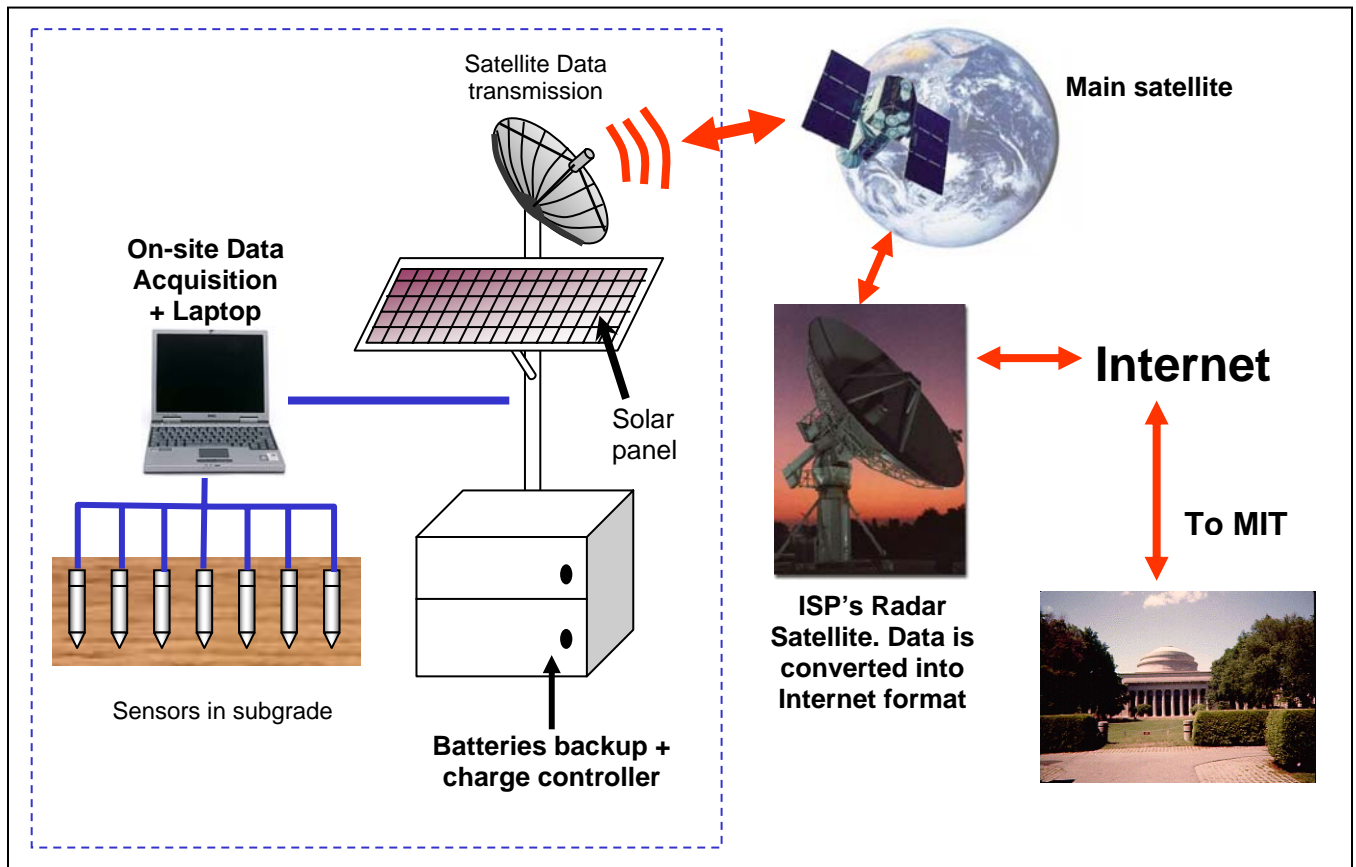 Satellite Data
transmission
Main satellite
On-site Data
Acquisition
+ Laptop
Solar
panel
Internet
To MIT
Sensors in subgrade
Batteries backup +
charge controller
ISP's Radar
Satellite. Data is
converted into
Internet format